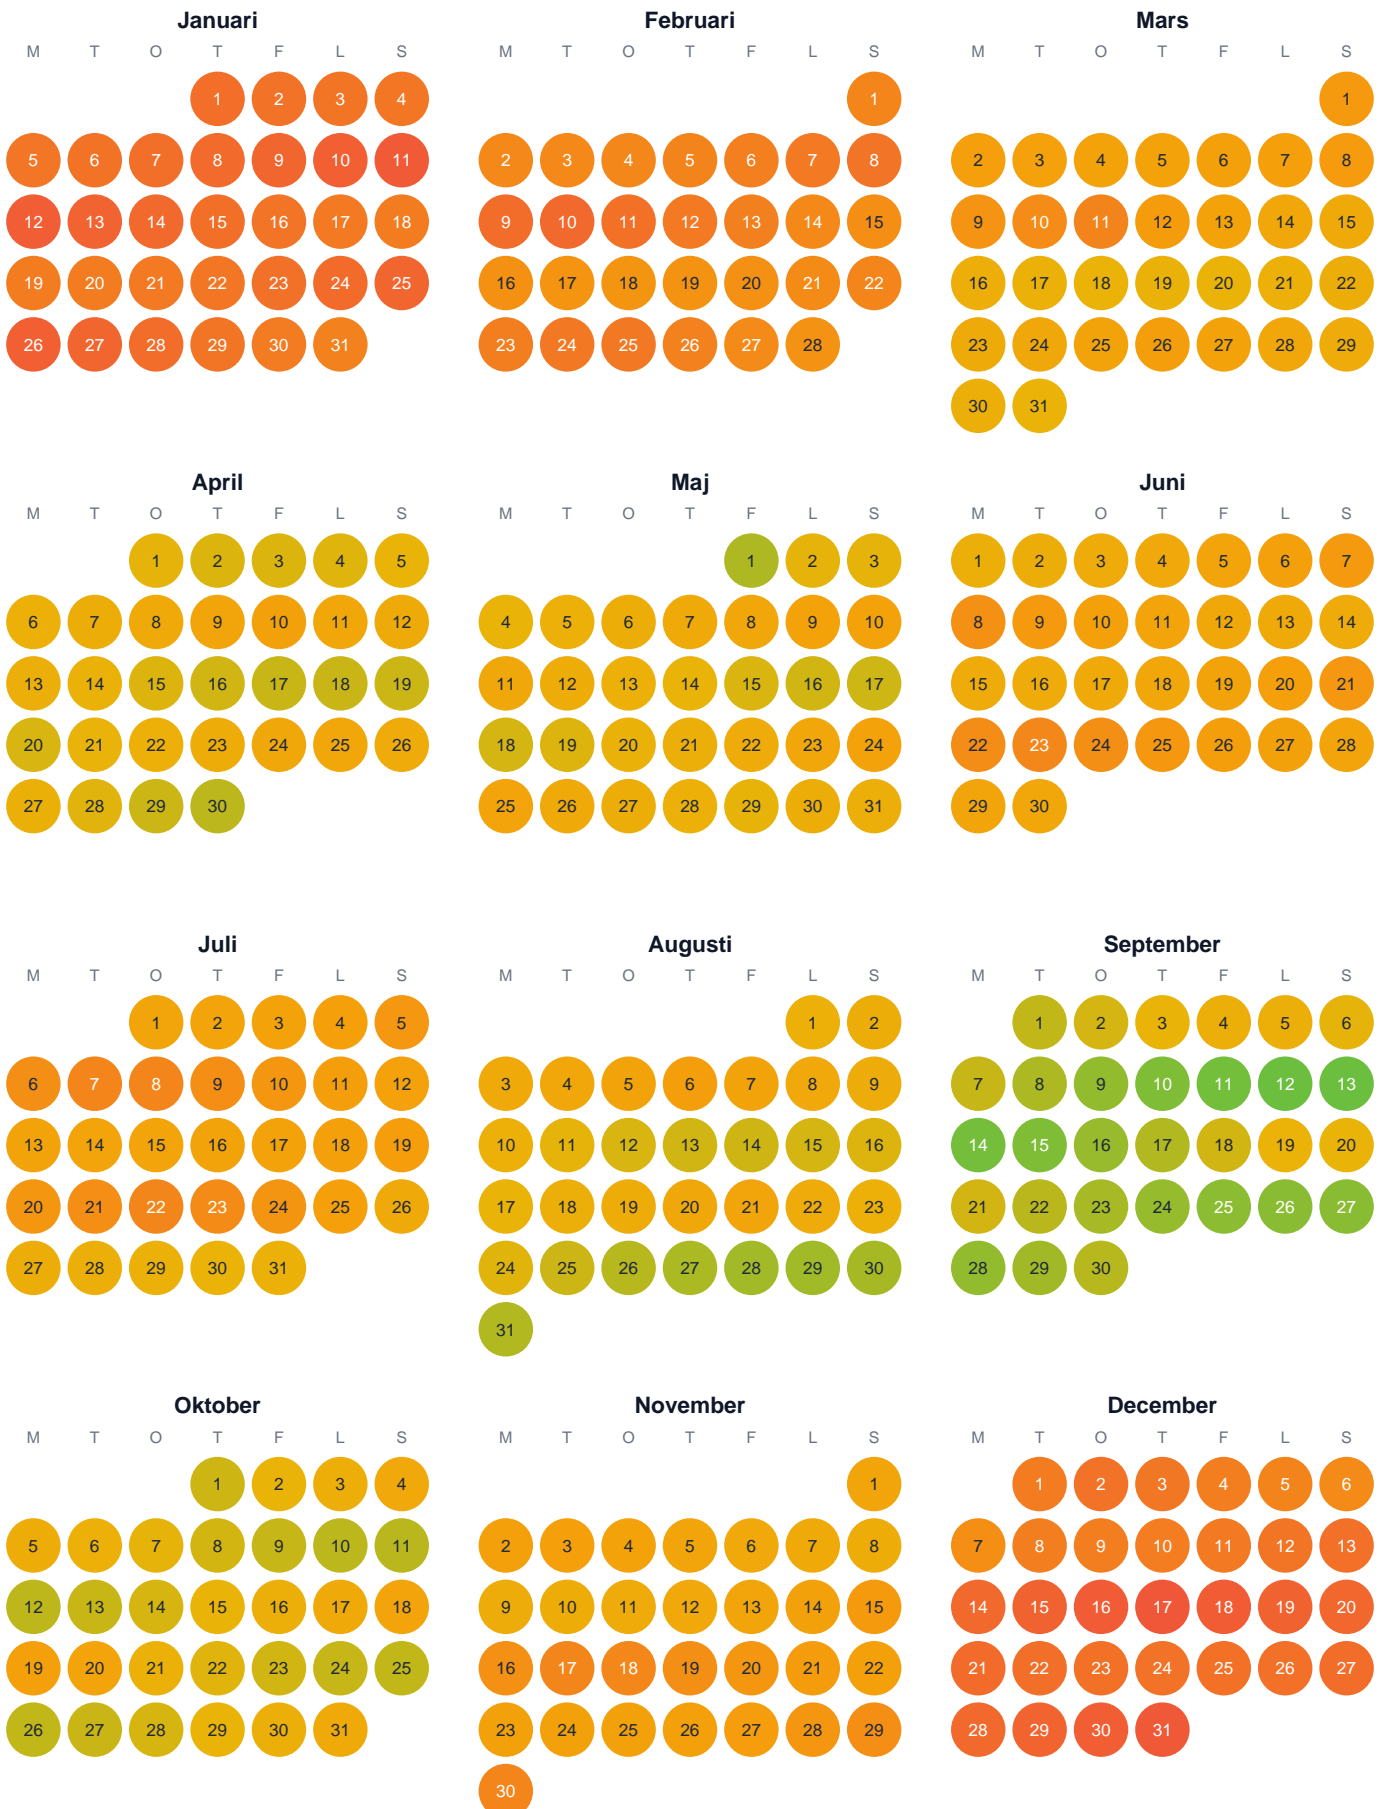 Januari Februari Mars
M T O T F L S M T O T F L S M T O T F L S
1 2 3 4 1 1
5 6 7 8 9 10 11 2 3 4 5 6 7 8 2 3 4 5 6 7 8
12 13 14 15 16 17 18 9 10 11 12 13 14 15 9 10 11 12 13 14 15
19 20 21 22 23 24 25 16 17 18 19 20 21 22 16 17 18 19 20 21 22
26 27 28 29 30 31 23 24 25 26 27 28 23 24 25 26 27 28 29
30 31
April Maj Juni
M T O T F L S M T O T F L S M T O T F L S
1 2 3 4 5 1 2 3 1 2 3 4 5 6 7
6 7 8 9 10 11 12 4 5 6 7 8 9 10 8 9 10 11 12 13 14
13 14 15 16 17 18 19 11 12 13 14 15 16 17 15 16 17 18 19 20 21
20 21 22 23 24 25 26 18 19 20 21 22 23 24 22 23 24 25 26 27 28
27 28 29 30 25 26 27 28 29 30 31 29 30
Juli Augusti September
M T O T F L S M T O T F L S M T O T F L S
1 2 3 4 5 1 2 1 2 3 4 5 6
6 7 8 9 10 11 12 3 4 5 6 7 8 9 7 8 9 10 11 12 13
13 14 15 16 17 18 19 10 11 12 13 14 15 16 14 15 16 17 18 19 20
20 21 22 23 24 25 26 17 18 19 20 21 22 23 21 22 23 24 25 26 27
27 28 29 30 31 24 25 26 27 28 29 30 28 29 30
31
Oktober November December
M T O T F L S M T O T F L S M T O T F L S
1 2 3 4 1 1 2 3 4 5 6
5 6 7 8 9 10 11 2 3 4 5 6 7 8 7 8 9 10 11 12 13
12 13 14 15 16 17 18 9 10 11 12 13 14 15 14 15 16 17 18 19 20
19 20 21 22 23 24 25 16 17 18 19 20 21 22 21 22 23 24 25 26 27
26 27 28 29 30 31 23 24 25 26 27 28 29 28 29 30 31
30